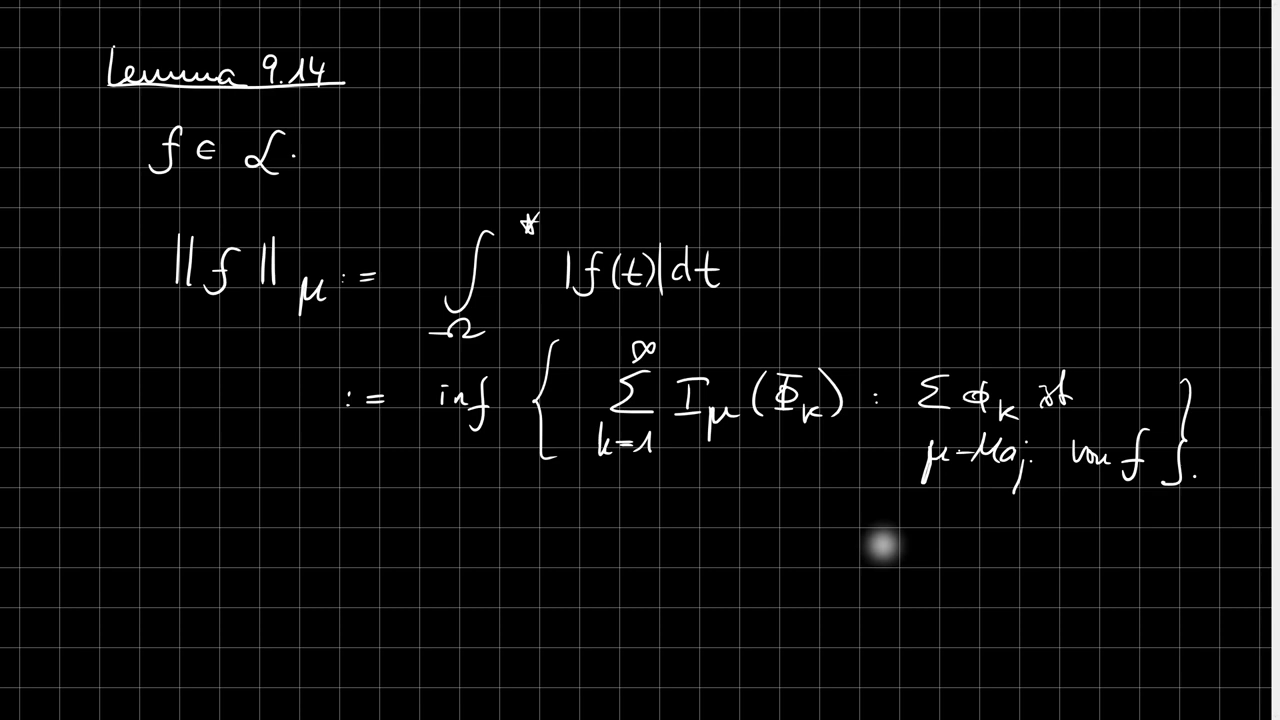 Lemma 9.14
f ∈ ℒ.
‖f‖_μ := ∫_Ω^* |f(t)| dt
:= inf { ∑_{k=1}^∞ I_μ(Φ_k) : ∑ Φ_k ist
μ-Maj. von f }.